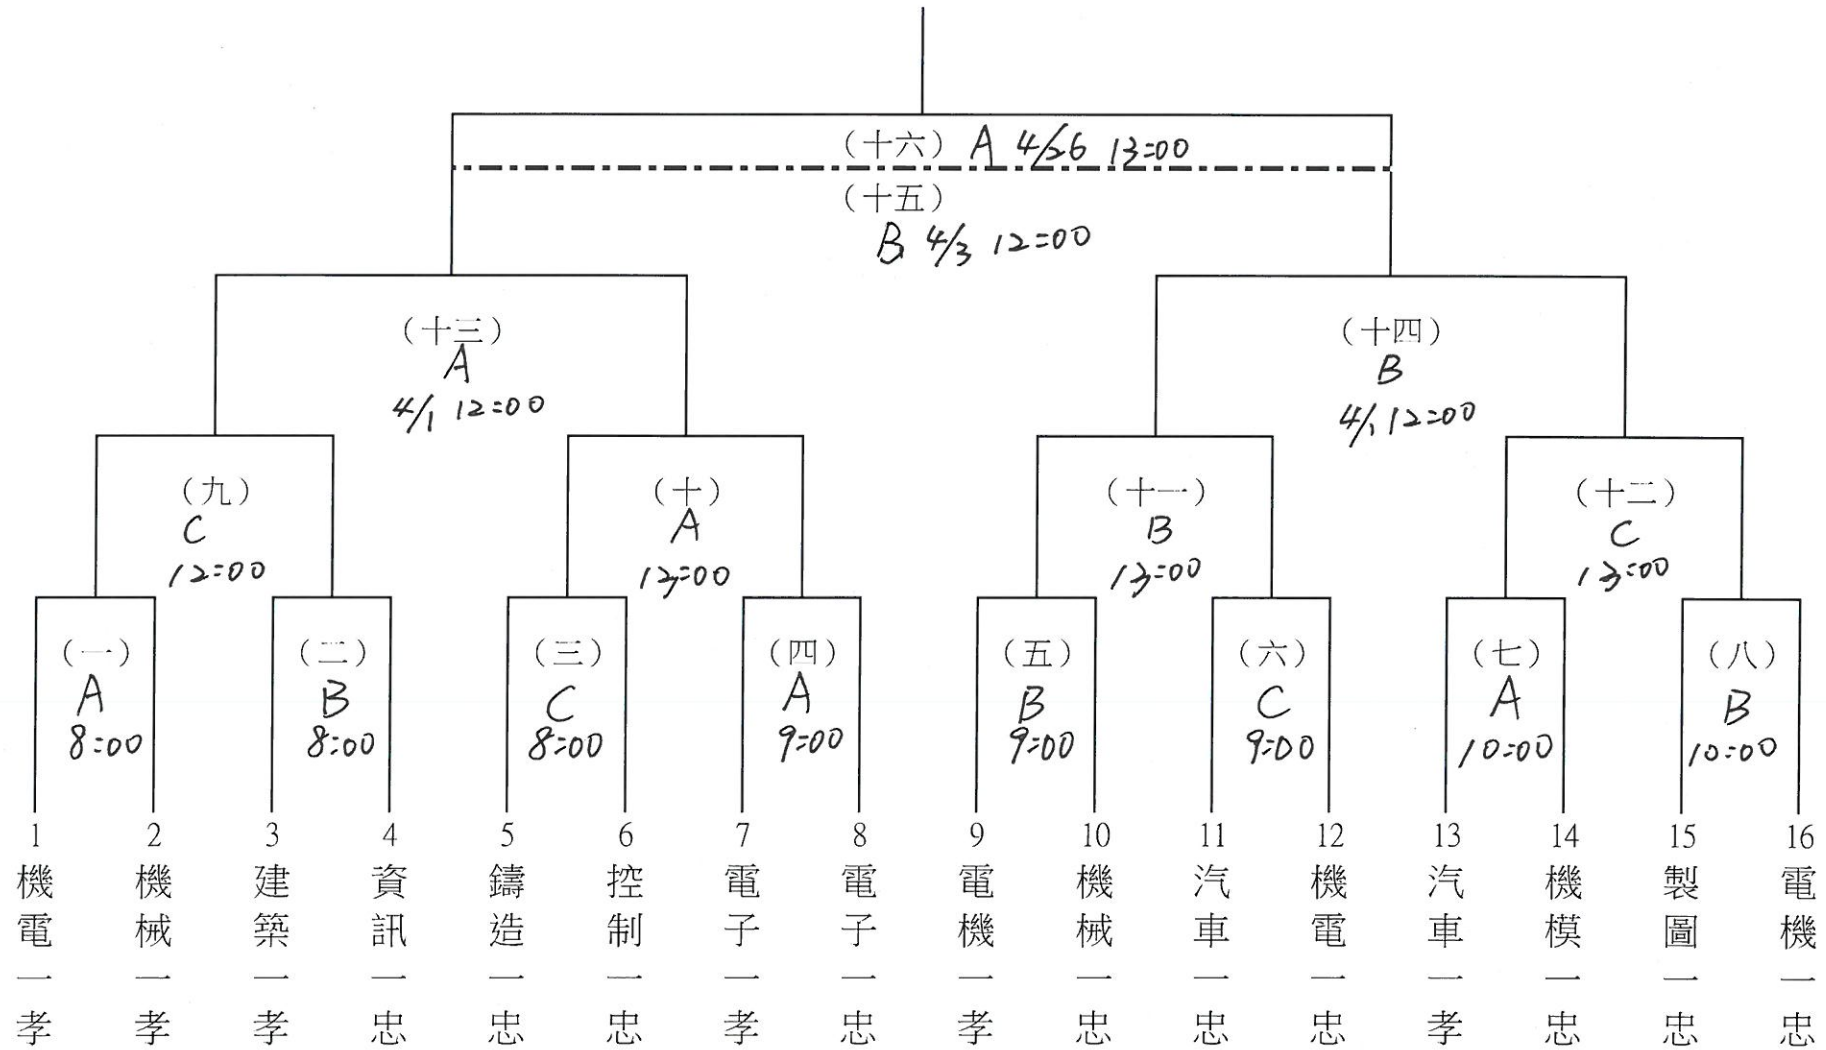 （十六） A 4/26 13:00
（十五）
B 4/3 12:00
（十三）
A
4/1 12:00
（十四）
B
4/1 12:00
（九）
C
12:00
（十）
A
（十一）
B
13:00
（十二）
C
13:00
（一）
A
8:00
（二）
B
8:00
（三）
C
8:00
（四）
A
9:00
（五）
B
9:00
（六）
C
9:00
（七）
A
10:00
（八）
B
10:00
1 機電一孝
2 機械一孝
3 建築一孝
4 資訊一忠
5 鑄造一忠
6 控制一忠
7 電子一孝
8 電子一忠
9 電機一孝
10 機械一忠
11 汽車一忠
12 機電一忠
13 汽車一孝
14 機模一忠
15 製圖一忠
16 電機一忠